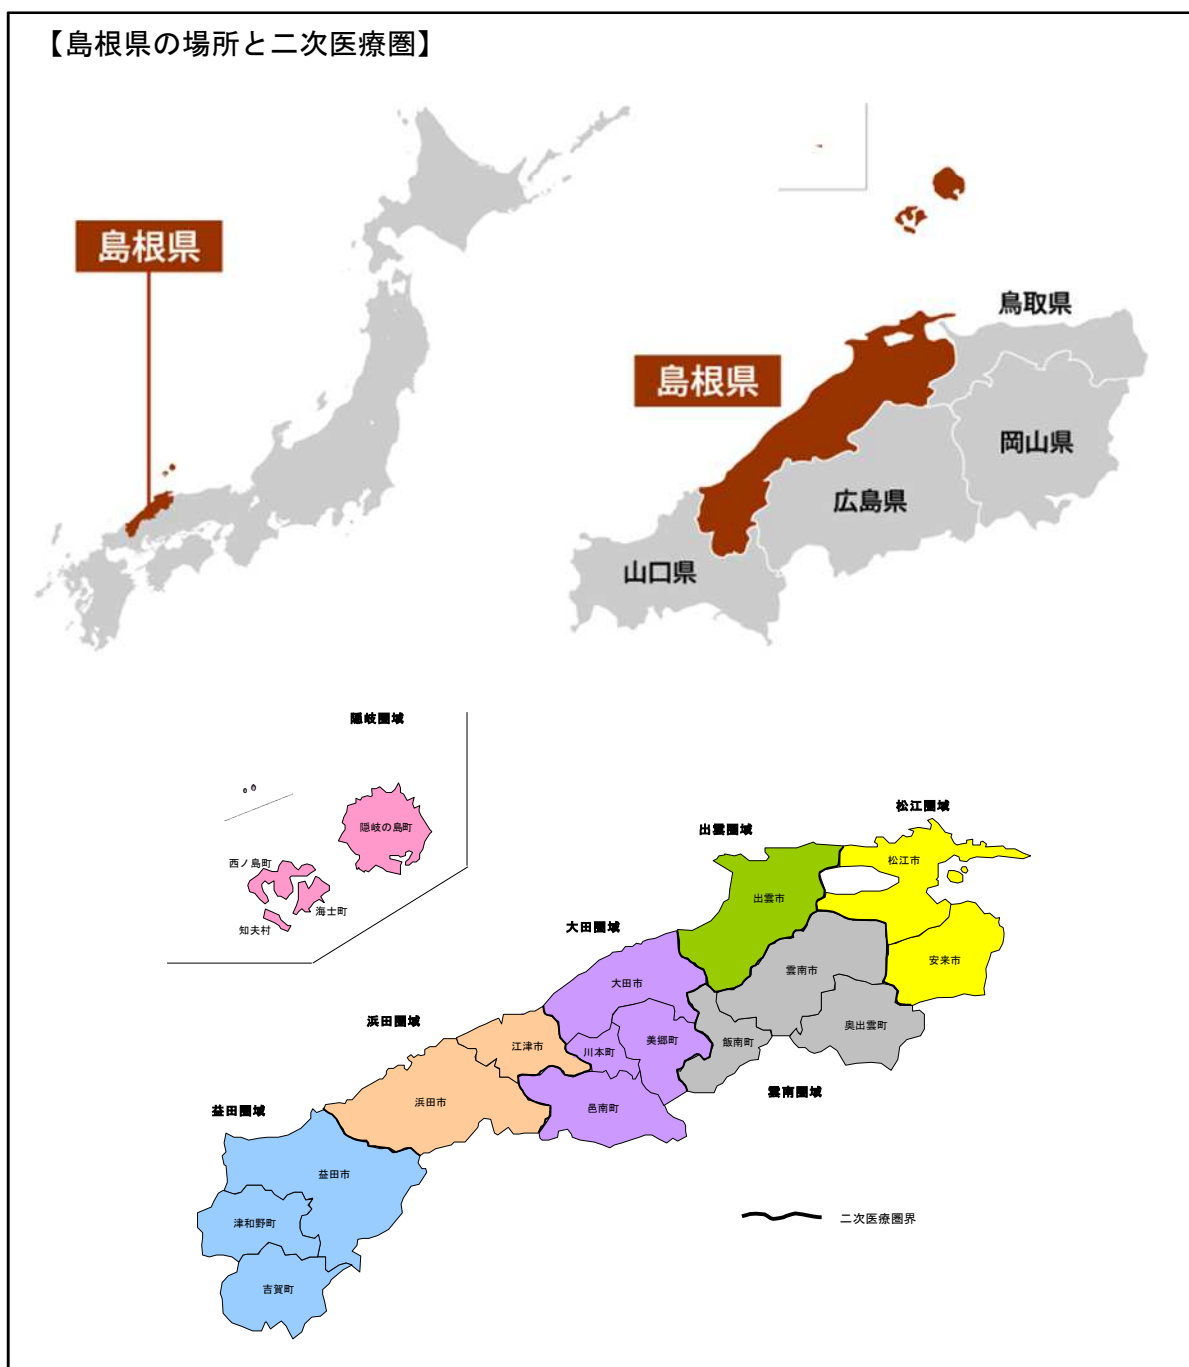 【島根県の場所と二次医療圏】
島根県
鳥取県
島根県
岡山県
広島県
山口県
隠岐圏域
隠岐の島町
西ノ島町
海士町
知夫村
松江圏域
出雲圏域
松江市
出雲市
大田圏域
安来市
雲南市
大田市
浜田圏域
奥出雲町
美郷町
飯南町
江津市
川本町
雲南圏域
浜田市
邑南町
益田圏域
益田市
津和野町
二次医療圏界
吉賀町